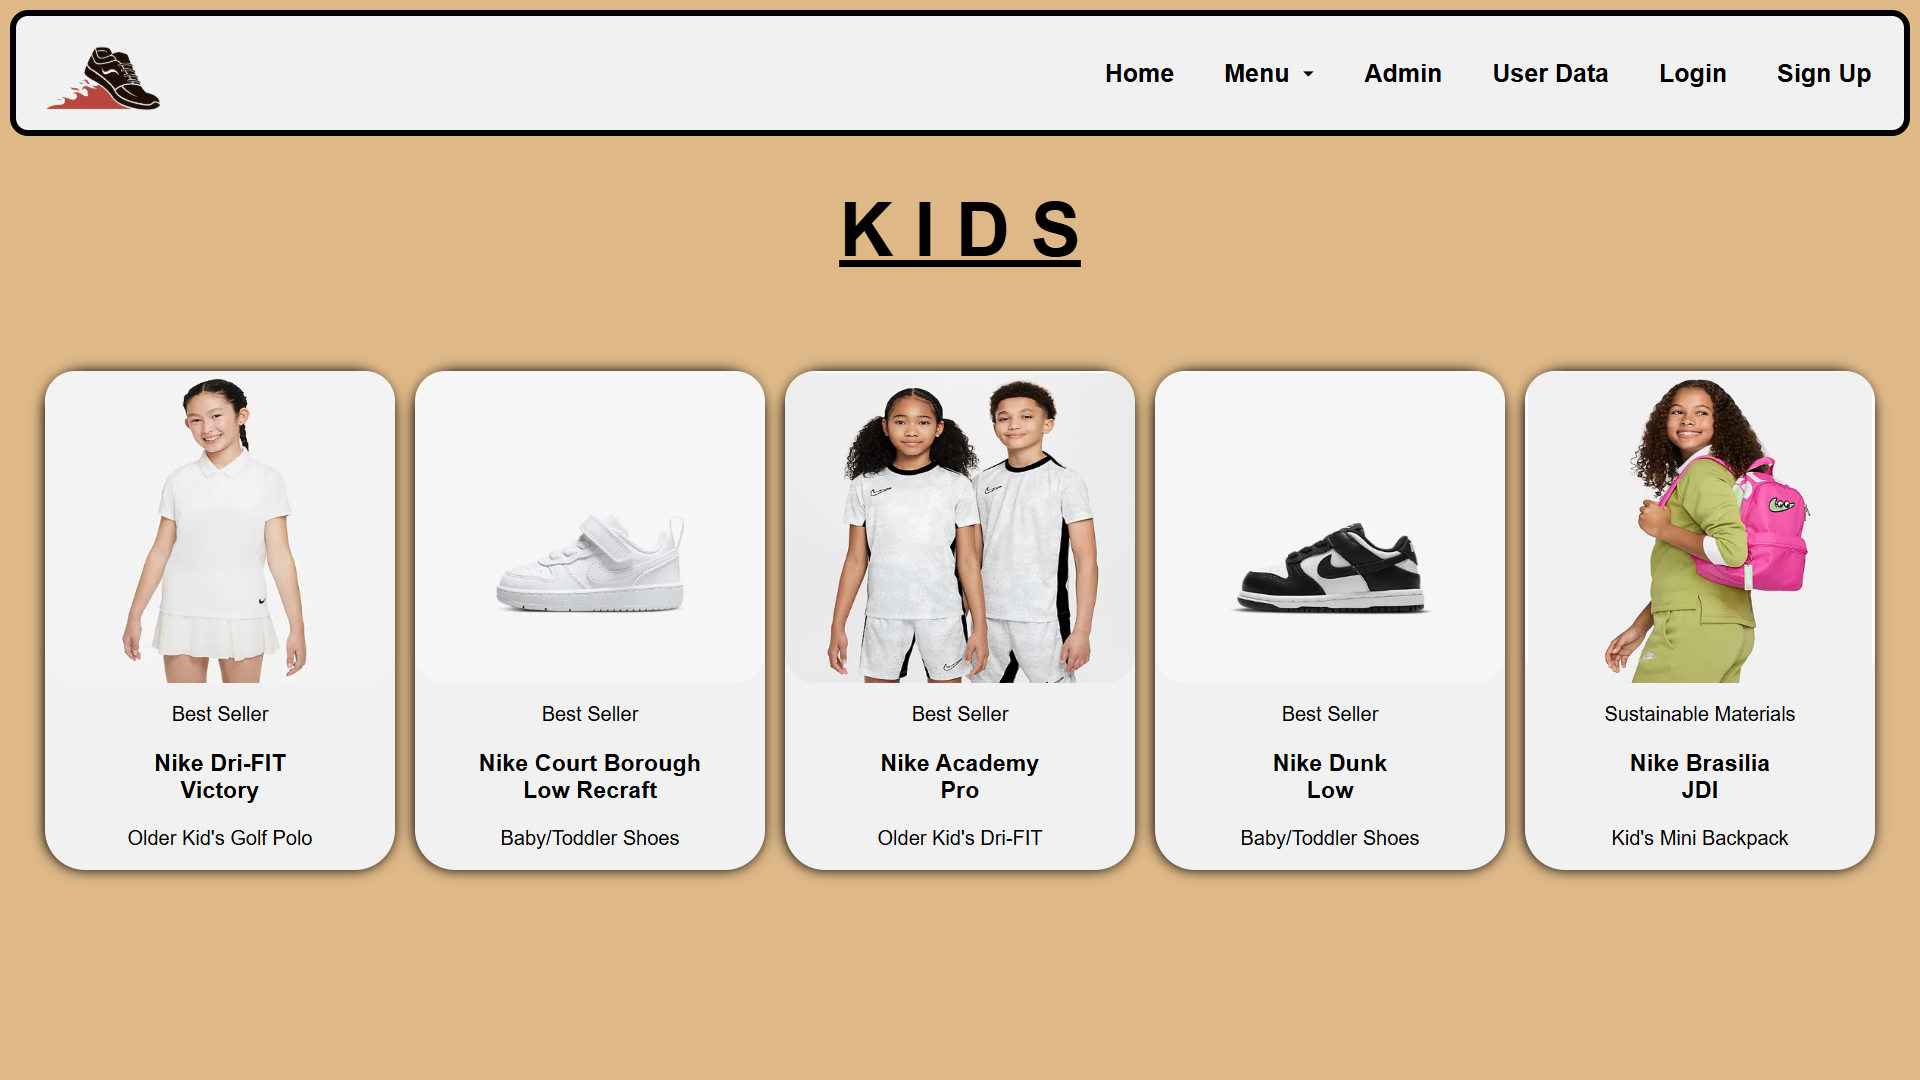 Home Menu Admin User Data Login Sign Up
K I D S
Best Seller
Nike Dri-FIT
Victory
Older Kid's Golf Polo
Best Seller
Nike Court Borough
Low Recraft
Baby/Toddler Shoes
Best Seller
Nike Academy
Pro
Older Kid's Dri-FIT
Best Seller
Nike Dunk
Low
Baby/Toddler Shoes
Sustainable Materials
Nike Brasilia
JDI
Kid's Mini Backpack